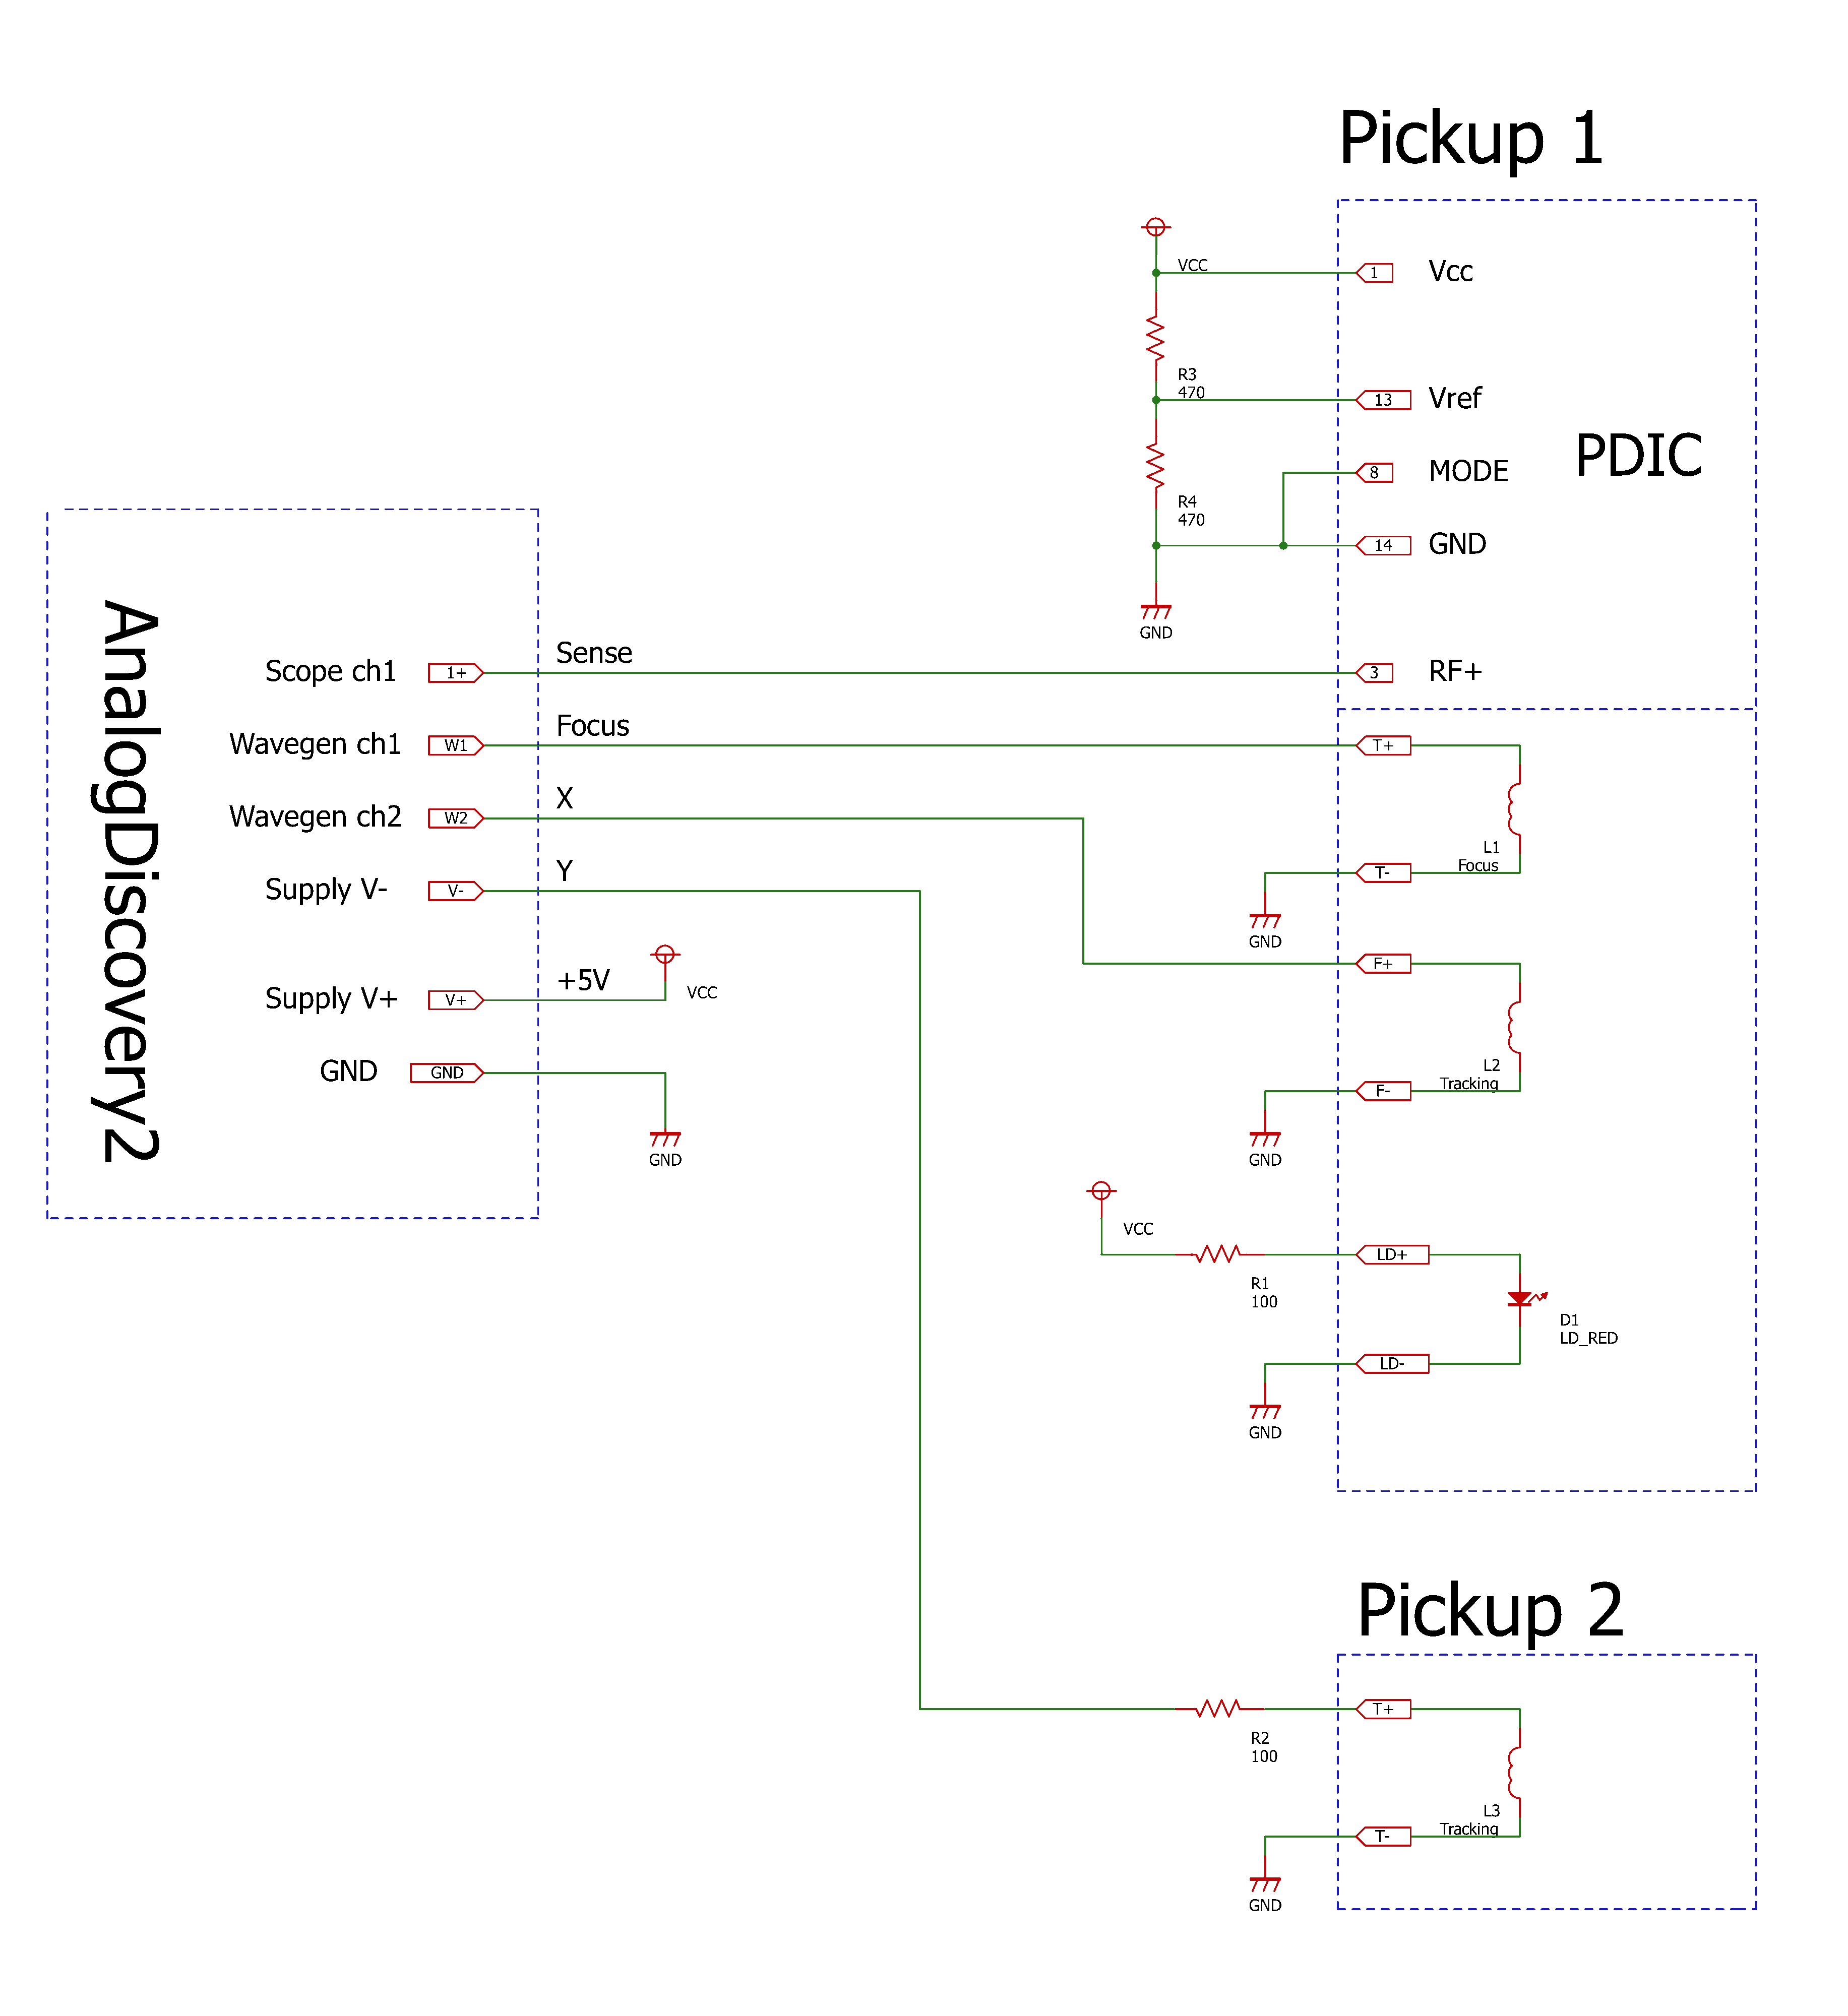 Pickup 1
VCC
1
Vcc
R3
470
13
Vref
PDIC
8
MODE
R4
470
14
GND
GND
AnalogDiscovery2
Scope ch1
1+
Sense
3
RF+
Wavegen ch1
W1
Focus
T+
Wavegen ch2
W2
X
L1
Focus
Supply V-
V-
Y
T-
GND
F+
Supply V+
V+
+5V
VCC
GND
GND
GND
L2
Tracking
F-
GND
VCC
LD+
R1
100
D1
LD_RED
LD-
GND
Pickup 2
T+
R2
100
L3
Tracking
T-
GND